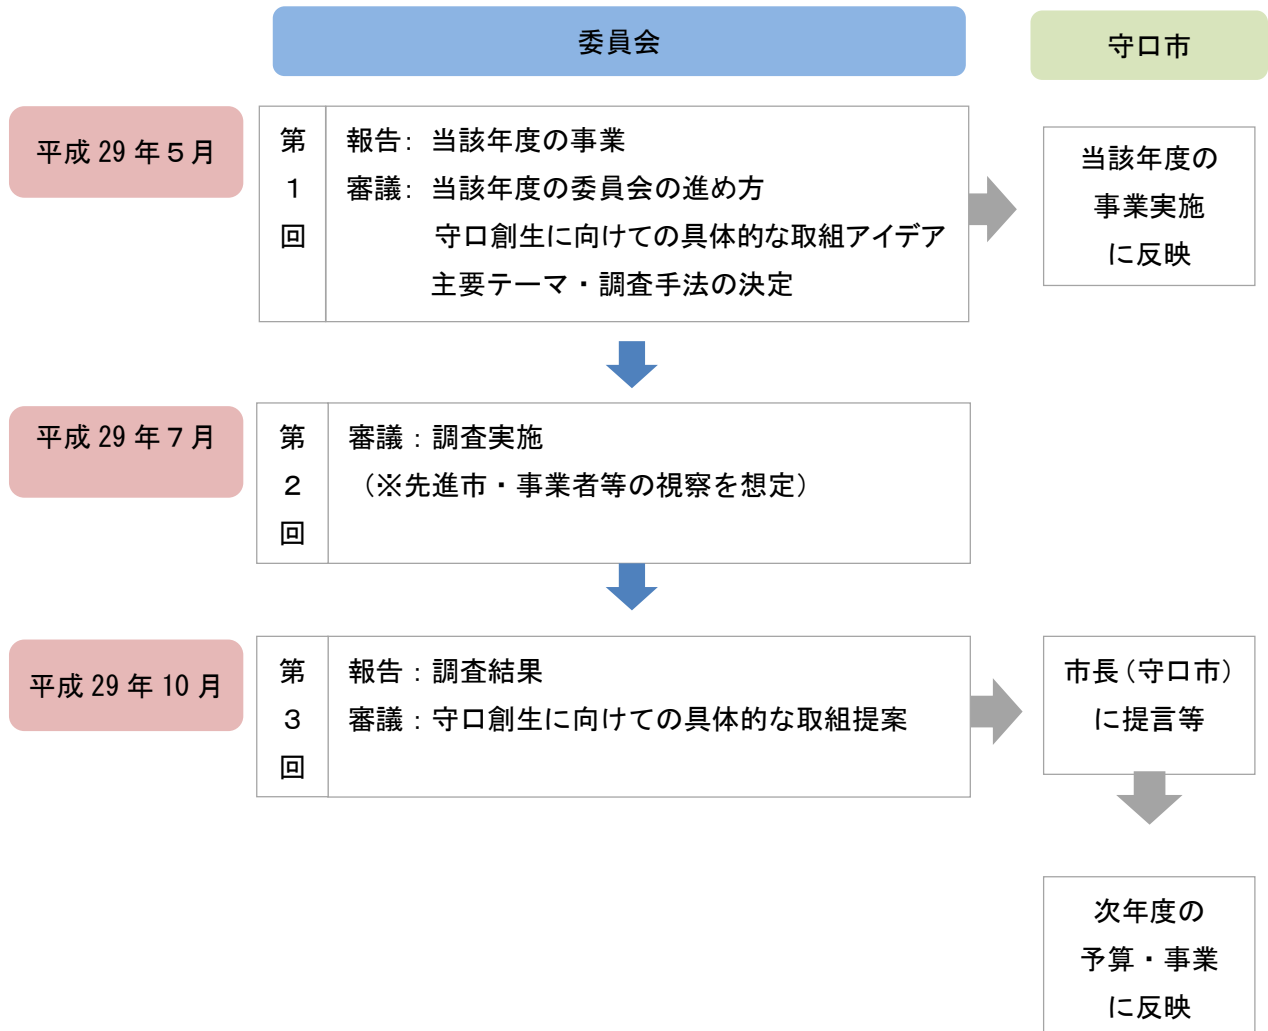 委員会
守口市
平成 29 年５月
第
1
回
報告： 当該年度の事業
審議： 当該年度の委員会の進め方
守口創生に向けての具体的な取組アイデア
主要テーマ・調査手法の決定
当該年度の
事業実施
に反映
平成 29 年７月
第
2
回
審議：調査実施
（※先進市・事業者等の視察を想定）
平成 29 年 10 月
第
3
回
報告：調査結果
審議：守口創生に向けての具体的な取組提案
市長（守口市）
に提言等
次年度の
予算・事業
に反映